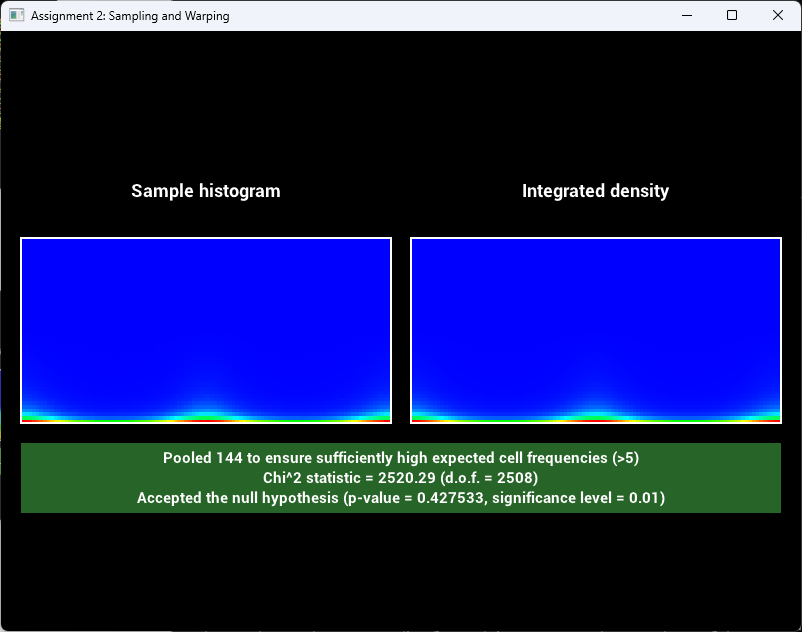 Assignment 2: Sampling and Warping
Sample histogram
Integrated density
Pooled 144 to ensure sufficiently high expected cell frequencies (>5)
Chi^2 statistic = 2520.29 (d.o.f. = 2508)
Accepted the null hypothesis (p-value = 0.427533, significance level = 0.01)